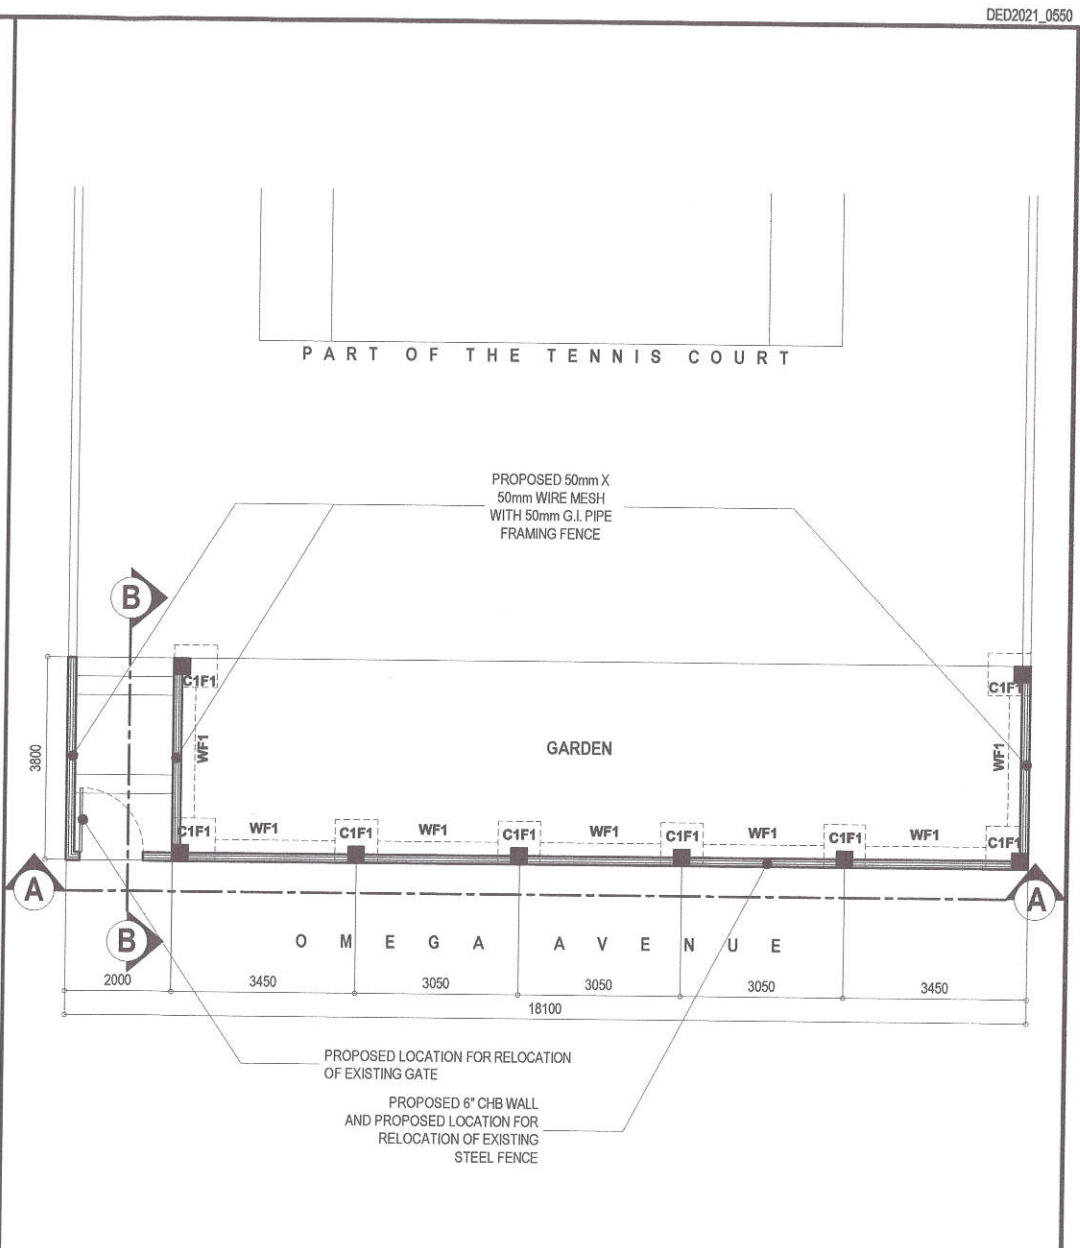 DED2021_0550
PART OF THE TENNIS COURT
PROPOSED 50mm X
50mm WIRE MESH
WITH 50mm G.I. PIPE
FRAMING FENCE
B
C1F1
C1F1
3800
WF1
GARDEN
WF1
C1F1
WF1
C1F1
WF1
C1F1
WF1
C1F1
WF1
C1F1
WF1
C1F1
A
A
B
OMEGA AVENUE
2000
3450
3050
3050
3050
3450
18100
PROPOSED LOCATION FOR RELOCATION
OF EXISTING GATE
PROPOSED 6" CHB WALL
AND PROPOSED LOCATION FOR
RELOCATION OF EXISTING
STEEL FENCE